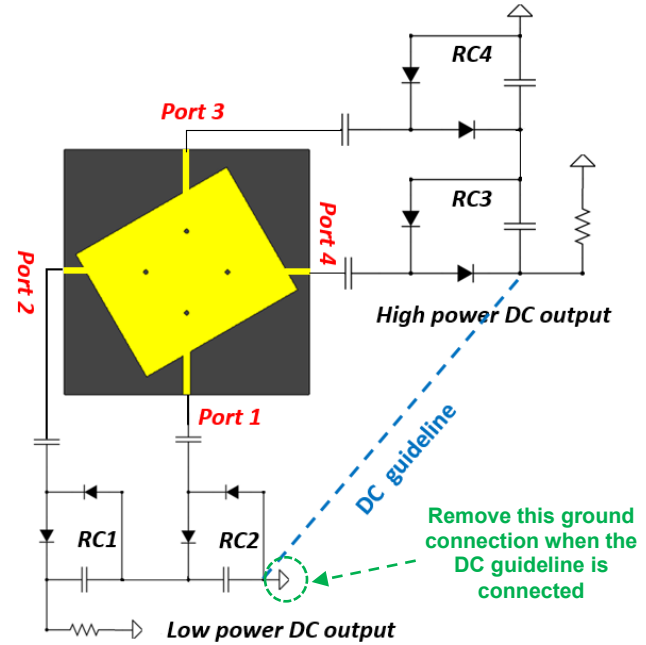 RC4
Port 3
RC3
Port 4
Port 2
High power DC output
Port 1
DC guideline
Remove this ground
connection when the
DC guideline is
connected
RC1
RC2
Low power DC output